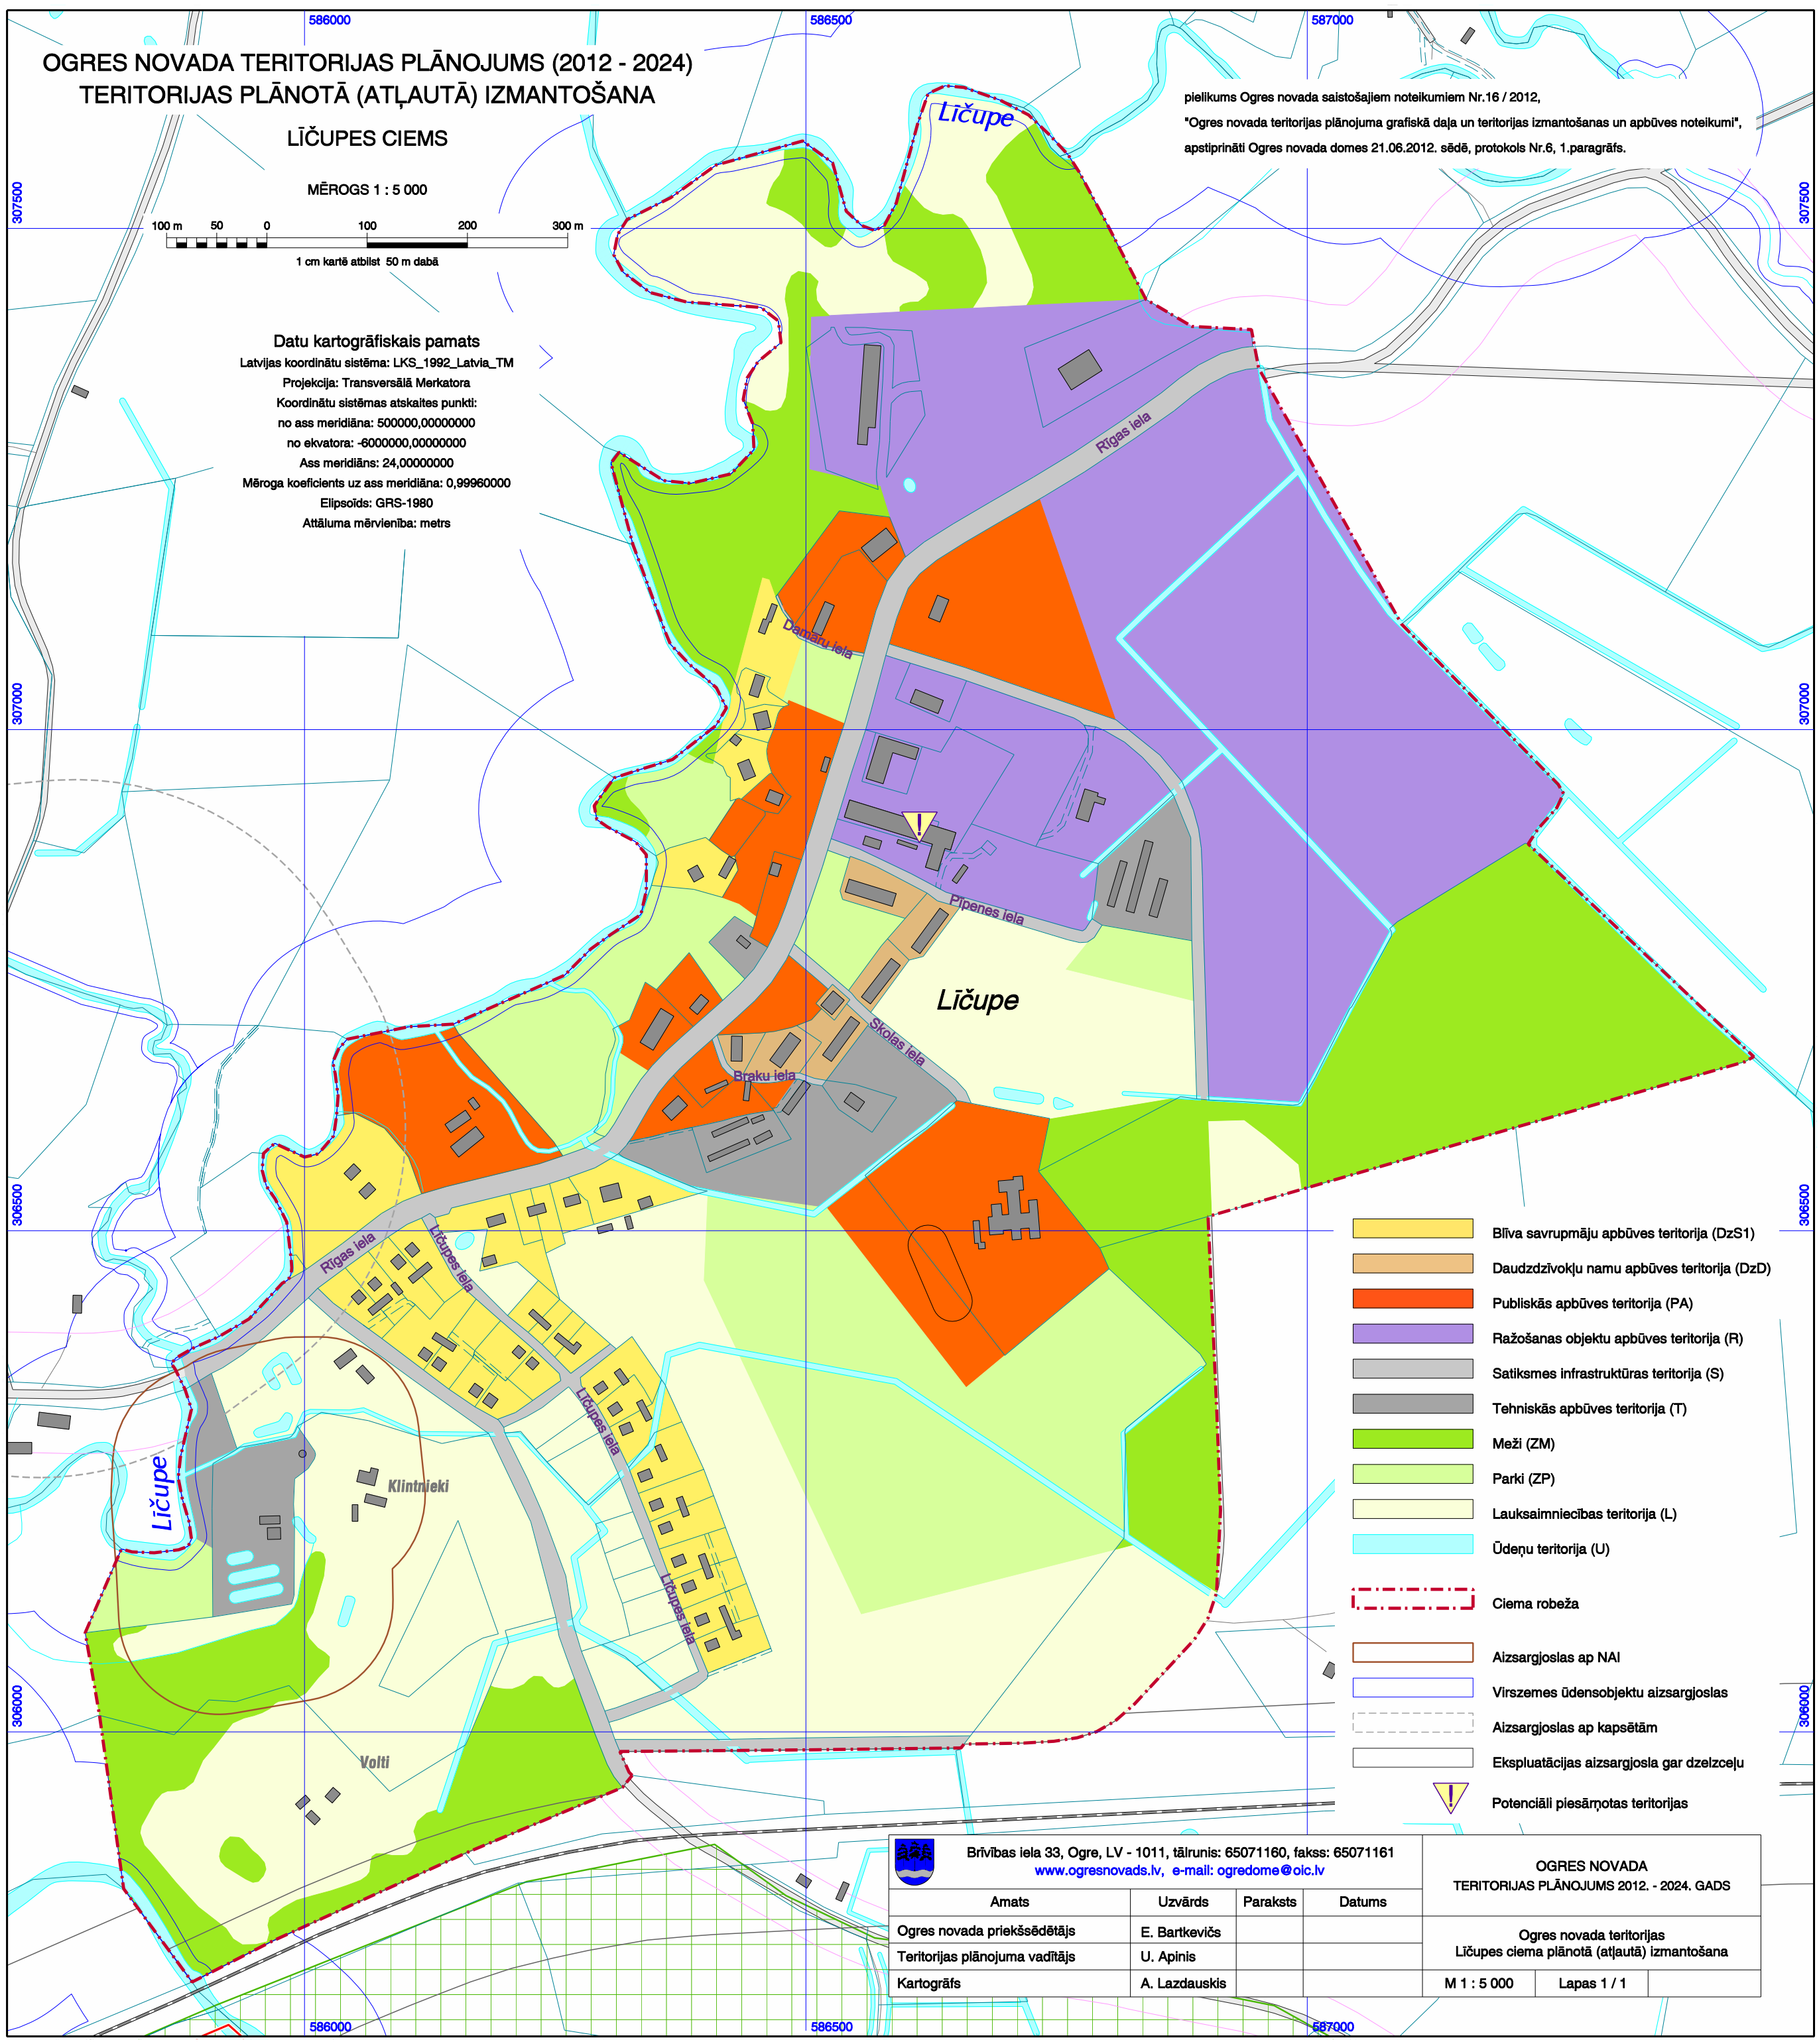 586000
586500
587000
OGRES NOVADA TERITORIJAS PLĀNOJUMS (2012 - 2024)
TERITORIJAS PLĀNOTĀ (ATĻAUTĀ) IZMANTOŠANA
LĪČUPES CIEMS
MĒROGS 1 : 5 000
100 m 50 0 100 200 300 m
1 cm kartē atbilst 50 m dabā
pielikums Ogres novada saistošajiem noteikumiem Nr.16 / 2012,
"Ogres novada teritorijas plānojuma grafiskā daļa un teritorijas izmantošanas un apbūves noteikumi",
apstiprināti Ogres novada domes 21.06.2012. sēdē, protokols Nr.6, 1.paragrāfs.
Līčupe
307500
307500
Datu kartogrāfiskais pamats
Latvijas koordinātu sistēma: LKS_1992_Latvia_TM
Projekcija: Transversālā Merkatora
Koordinātu sistēmas atskaites punkti:
no ass meridiāna: 500000,00000000
no ekvatora: -6000000,00000000
Ass meridiāns: 24,00000000
Mēroga koeficients uz ass meridiāna: 0,99960000
Elipsoīds: GRS-1980
Attāluma mērvienība: metrs
Rīgas iela
Damāru iela
307000
307000
!
Pīpenes iela
Līčupe
Skolas iela
Braku iela
306500
306500
Rīgas iela
Līčupes iela
Līčupes iela
Līčupe
Klintnieki
Līčupes iela
306000
306000
Volti
Blīva savrupmāju apbūves teritorija (DzS1)
Daudzdzīvokļu namu apbūves teritorija (DzD)
Publiskās apbūves teritorija (PA)
Ražošanas objektu apbūves teritorija (R)
Satiksmes infrastruktūras teritorija (S)
Tehniskās apbūves teritorija (T)
Meži (ZM)
Parki (ZP)
Lauksaimniecības teritorija (L)
Ūdeņu teritorija (U)
Ciema robeža
Aizsargjoslas ap NAI
Virszemes ūdensobjektu aizsargjoslas
Aizsargjoslas ap kapsētām
Ekspluatācijas aizsargjosla gar dzelzceļu
! Potenciāli piesārņotas teritorijas
Brīvības iela 33, Ogre, LV - 1011, tālrunis: 65071160, fakss: 65071161
www.ogresnovads.lv, e-mail: ogredome@oic.lv
Amats Uzvārds Paraksts Datums
Ogres novada priekšsēdētājs E. Bartkevičs
Teritorijas plānojuma vadītājs U. Apinis
Kartogrāfs A. Lazdauskis
OGRES NOVADA
TERITORIJAS PLĀNOJUMS 2012. - 2024. GADS
Ogres novada teritorijas
Līčupes ciema plānotā (atļautā) izmantošana
M 1 : 5 000 Lapas 1 / 1
586000
586500
587000